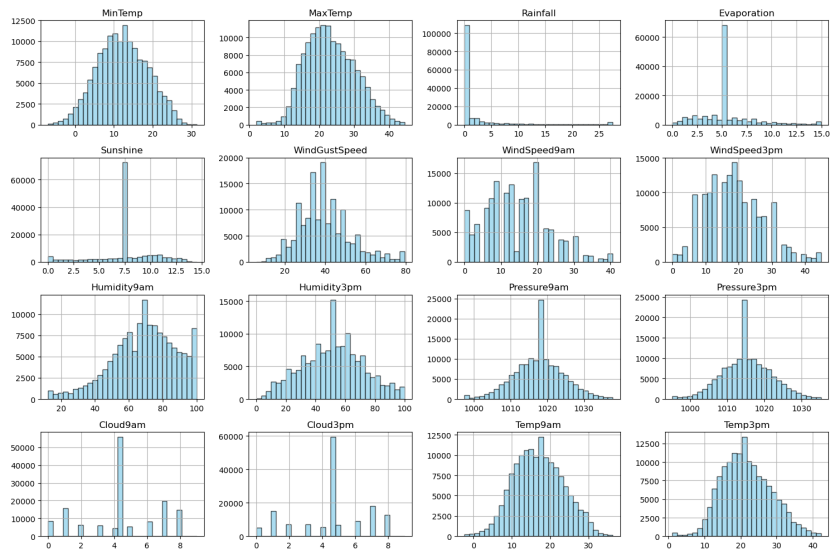 MinTemp MaxTemp Rainfall Evaporation
12500 10000 7500 5000 2500 0
0 10 20 30
10000 8000 6000 4000 2000 0
0 10 20 30 40
100000 80000 60000 40000 20000 0
0 5 10 15 20 25
60000 40000 20000 0
0.0 2.5 5.0 7.5 10.0 12.5 15.0
Sunshine WindGustSpeed WindSpeed9am WindSpeed3pm
60000 40000 20000 0
0.0 2.5 5.0 7.5 10.0 12.5 15.0
20000 15000 10000 5000 0
20 40 60 80
15000 10000 5000 0
0 10 20 30 40
15000 10000 5000 0
0 10 20 30 40
Humidity9am Humidity3pm Pressure9am Pressure3pm
10000 7500 5000 2500 0
20 40 60 80 100
15000 10000 5000 0
0 20 40 60 80 100
25000 20000 15000 10000 5000 0
1000 1010 1020 1030
25000 20000 15000 10000 5000 0
1000 1010 1020 1030
Cloud9am Cloud3pm Temp9am Temp3pm
50000 40000 30000 20000 10000 0
0 2 4 6 8
60000 40000 20000 0
0 2 4 6 8
12500 10000 7500 5000 2500 0
0 10 20 30
12500 10000 7500 5000 2500 0
0 10 20 30 40